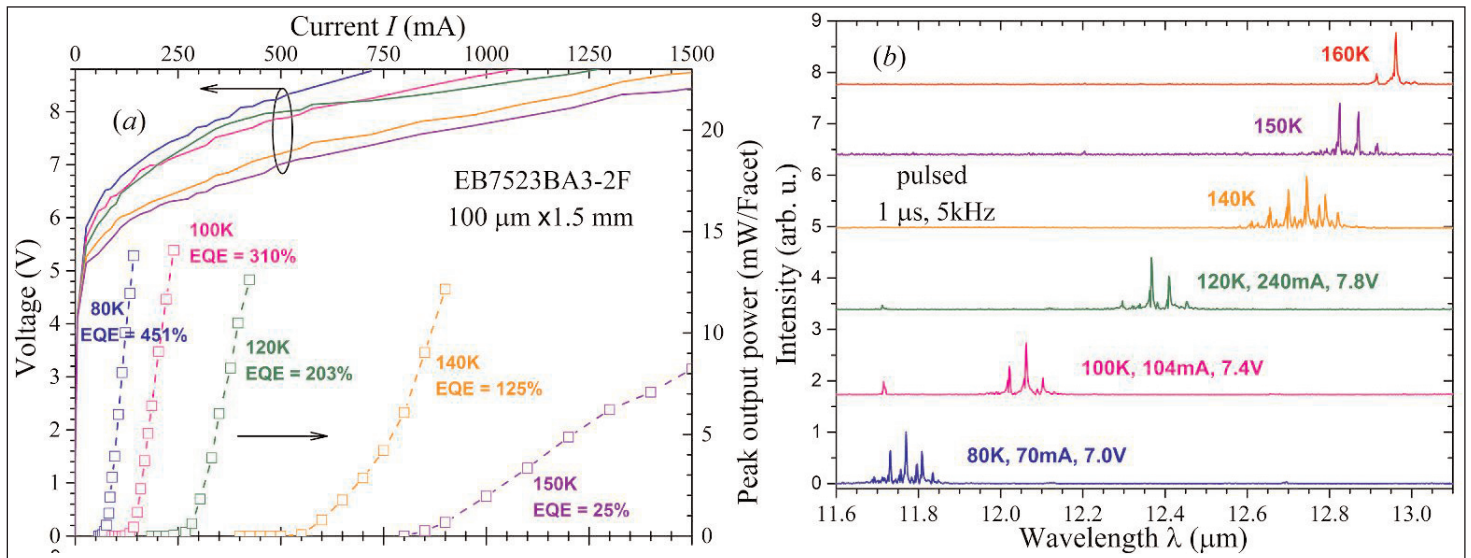 Current I (mA)
0 250 500 750 1000 1250 1500
(a)
Voltage (V)
8
7
6
5
4
3
2
1
0
0
EB7523BA3-2F
100 μm x1.5 mm
80K
EQE = 451%
100K
EQE = 310%
120K
EQE = 203%
140K
EQE = 125%
150K
EQE = 25%
20
15
10
5
0
Peak output power (mW/Facet)
(b)
Intensity (arb. u.)
9
8
7
6
5
4
3
2
1
0
160K
150K
pulsed
1 μs, 5kHz
140K
120K, 240mA, 7.8V
100K, 104mA, 7.4V
80K, 70mA, 7.0V
11.6 11.8 12.0 12.2 12.4 12.6 12.8 13.0
Wavelength λ (μm)